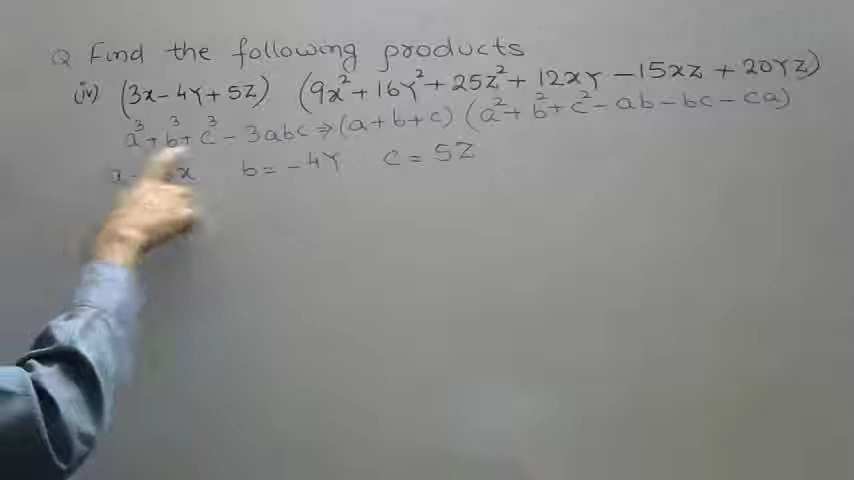 Q Find the following products
(iv) (3x - 4Y + 5Z) (9x² + 16Y² + 25Z² + 12xY - 15xz + 20YZ)
a³ + b³ + c³ - 3abc ⇒ (a + b + c) (a² + b² + c² - ab - bc - ca)
x b = -4Y c = 5Z